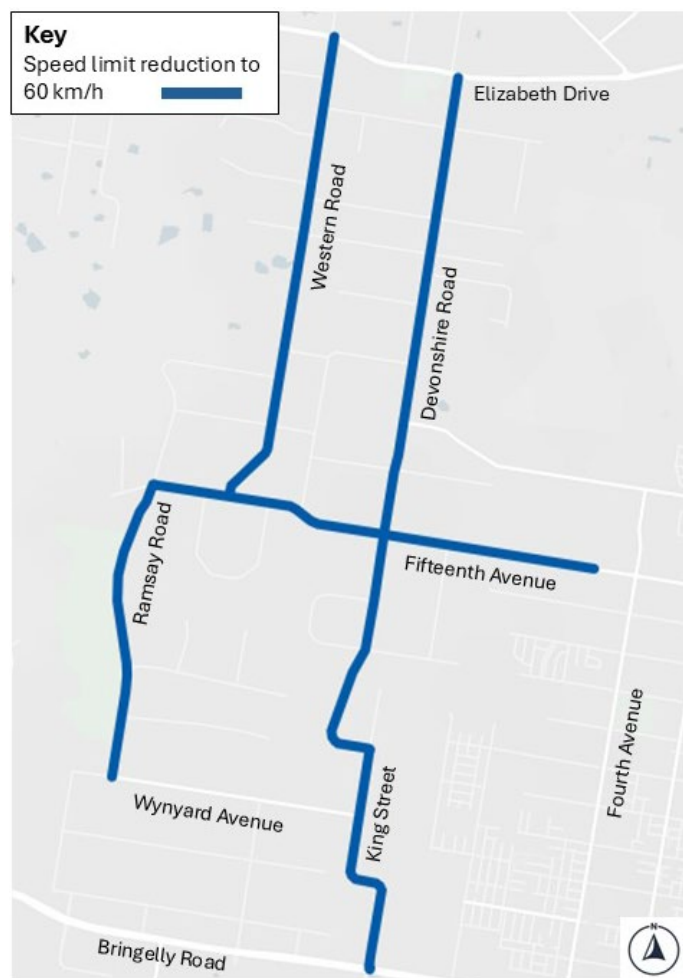 Key
Speed limit reduction to
60 km/h
Elizabeth Drive
Western Road
Devonshire Road
Ramsay Road
Fifteenth Avenue
Fourth Avenue
Wynyard Avenue
King Street
Bringelly Road
N